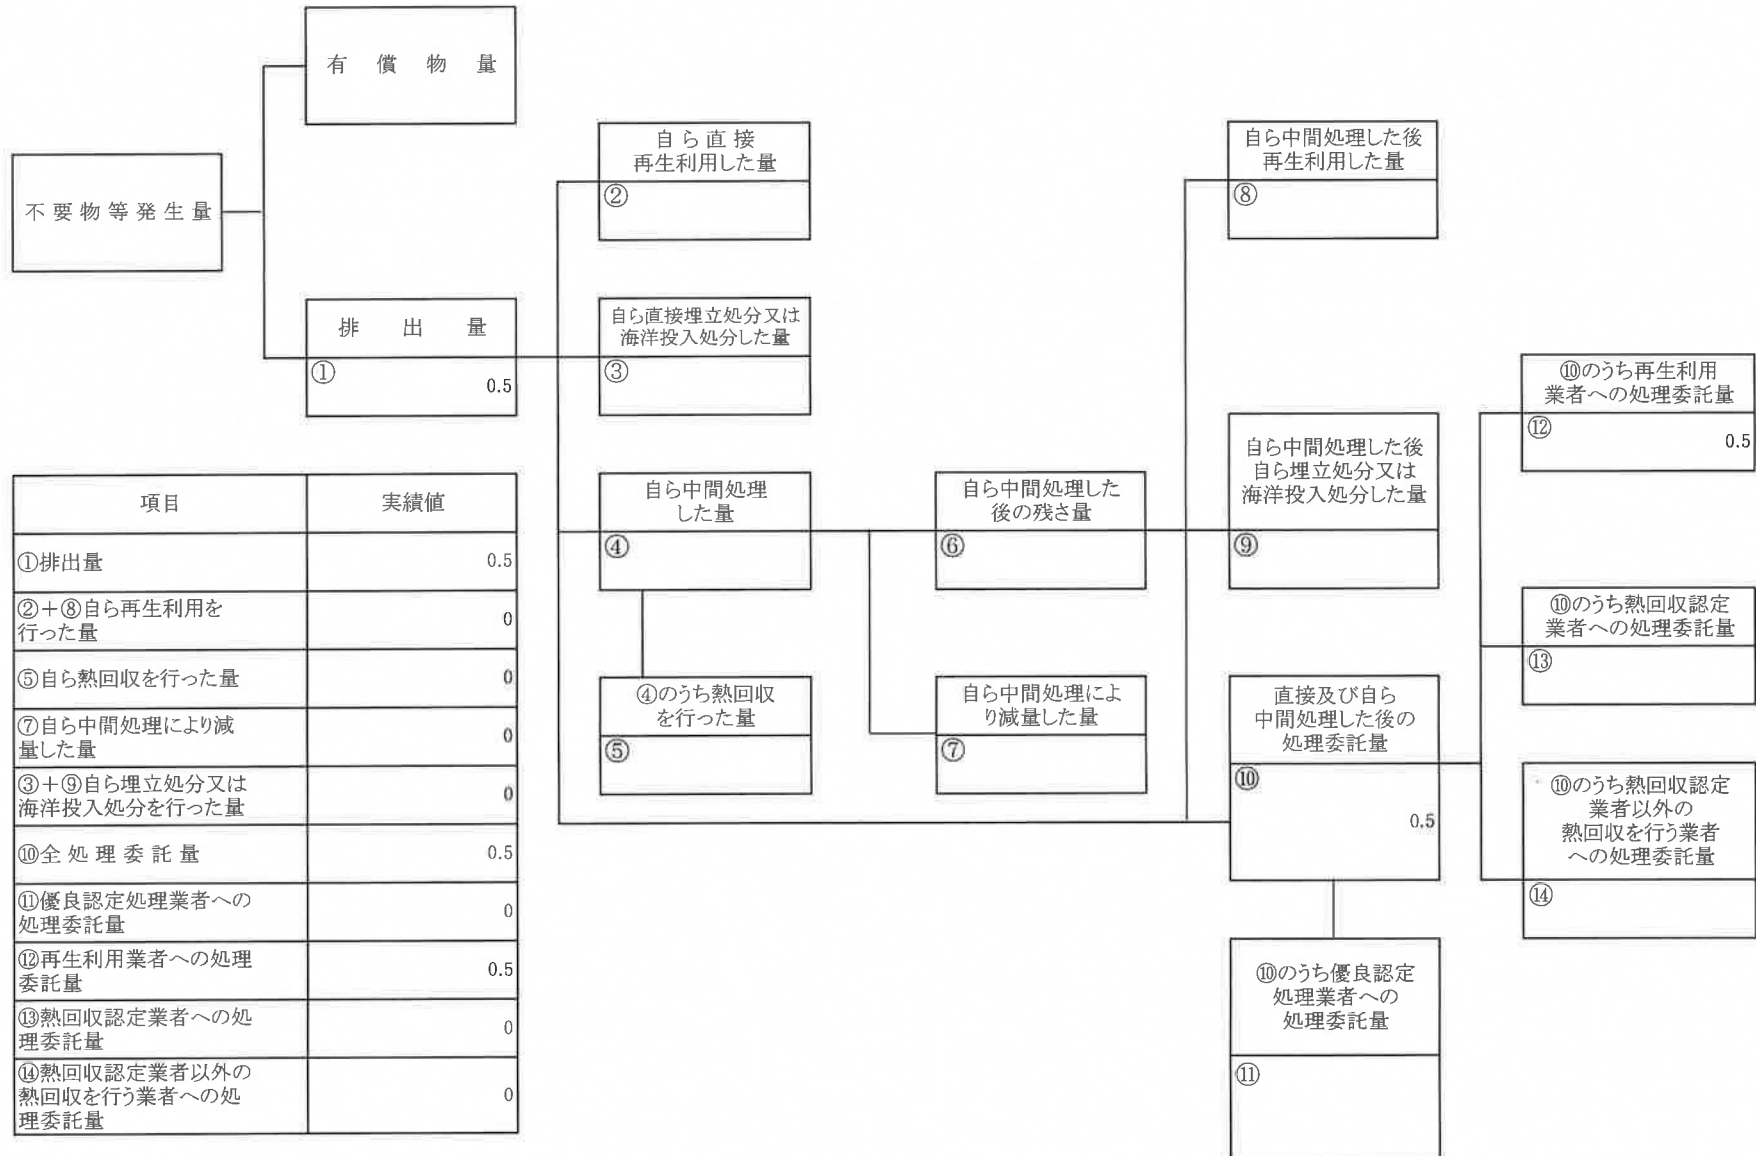 有償物量
不要物等発生量
排出量
①
0.5
自ら直接
再生利用した量
②
自ら直接埋立処分又は
海洋投入処分した量
③
自ら中間処理
した量
④
④のうち熱回収
を行った量
⑤
自ら中間処理した
後の残さ量
⑥
自ら中間処理によ
り減量した量
⑦
自ら中間処理した後
再生利用した量
⑧
自ら中間処理した後
自ら埋立処分又は
海洋投入処分した量
⑨
直接及び自ら
中間処理した後の
処理委託量
⑩
0.5
⑩のうち優良認定
処理業者への
処理委託量
⑪
⑩のうち再生利用
業者への処理委託量
⑫
0.5
⑩のうち熱回収認定
業者への処理委託量
⑬
⑩のうち熱回収認定
業者以外の
熱回収を行う業者
への処理委託量
⑭
項目 実績値
①排出量 0.5
②+⑧自ら再生利用を
行った量 0
⑤自ら熱回収を行った量 0
⑦自ら中間処理により減
量した量 0
③+⑨自ら埋立処分又は
海洋投入処分を行った量 0
⑩全処理委託量 0.5
⑪優良認定処理業者への
処理委託量 0
⑫再生利用業者への処理
委託量 0.5
⑬熱回収認定業者への処
理委託量 0
⑭熱回収認定業者以外の
熱回収を行う業者への処
理委託量 0